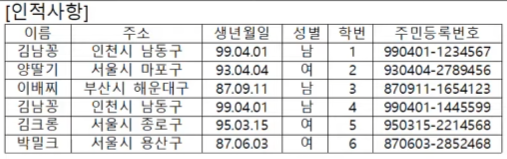 [인적사항]
이름 주소 생년월일 성별 학번 주민등록번호
김남꽁 인천시 남동구 99.04.01 남 1 990401-1234567
양딸기 서울시 마포구 93.04.04 여 2 930404-2789456
이배찌 부산시 해운대구 87.09.11 남 3 870911-1654123
김남꽁 인천시 남동구 99.04.01 남 4 990401-1445599
김크롱 서울시 종로구 95.03.15 여 5 950315-2214568
박밀크 서울시 용산구 87.06.03 여 6 870603-2852468